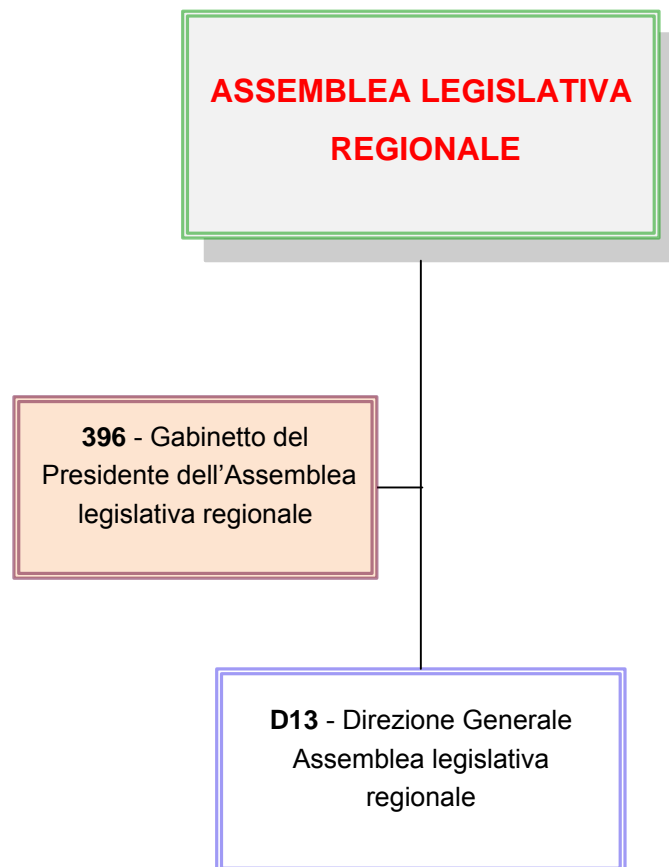 ASSEMBLEA LEGISLATIVA
REGIONALE
396 - Gabinetto del
Presidente dell’Assemblea
legislativa regionale
D13 - Direzione Generale
Assemblea legislativa
regionale